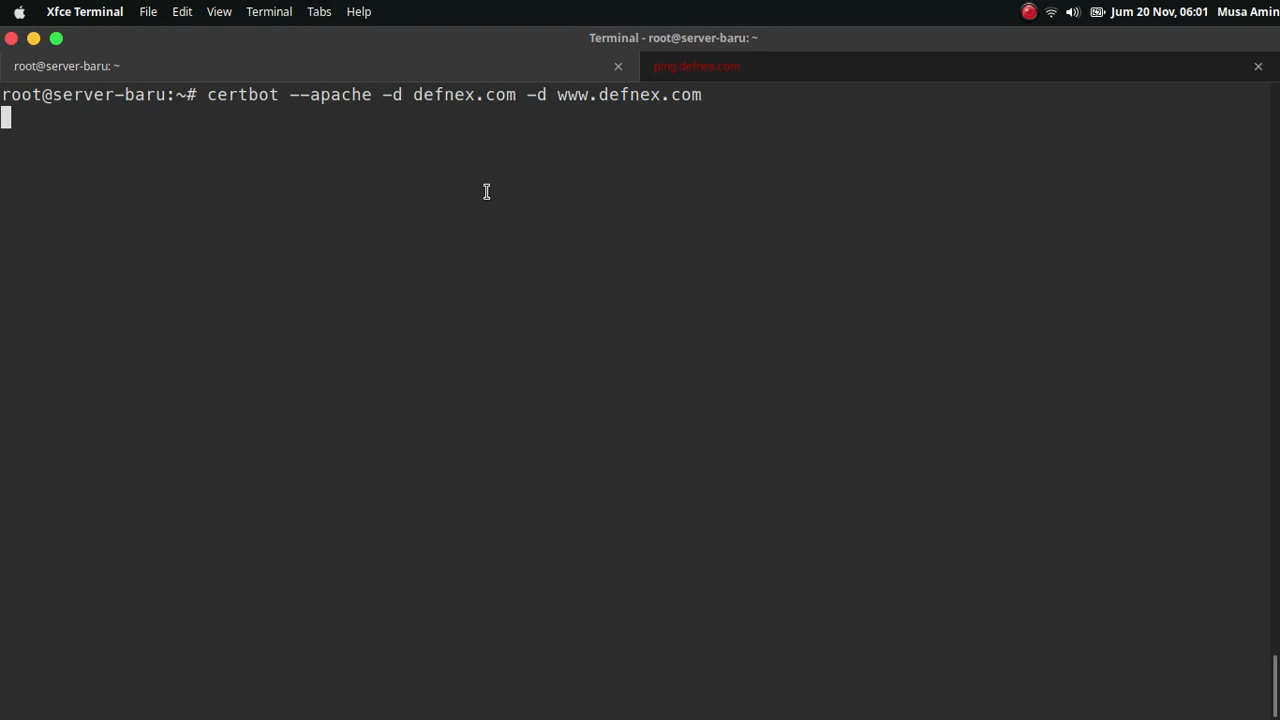 Xfce Terminal File Edit View Terminal Tabs Help Jum 20 Nov, 06:01 Musa Amin
Terminal - root@server-baru: ~
root@server-baru: ~ ping defnex.com
root@server-baru:~# certbot --apache -d defnex.com -d www.defnex.com